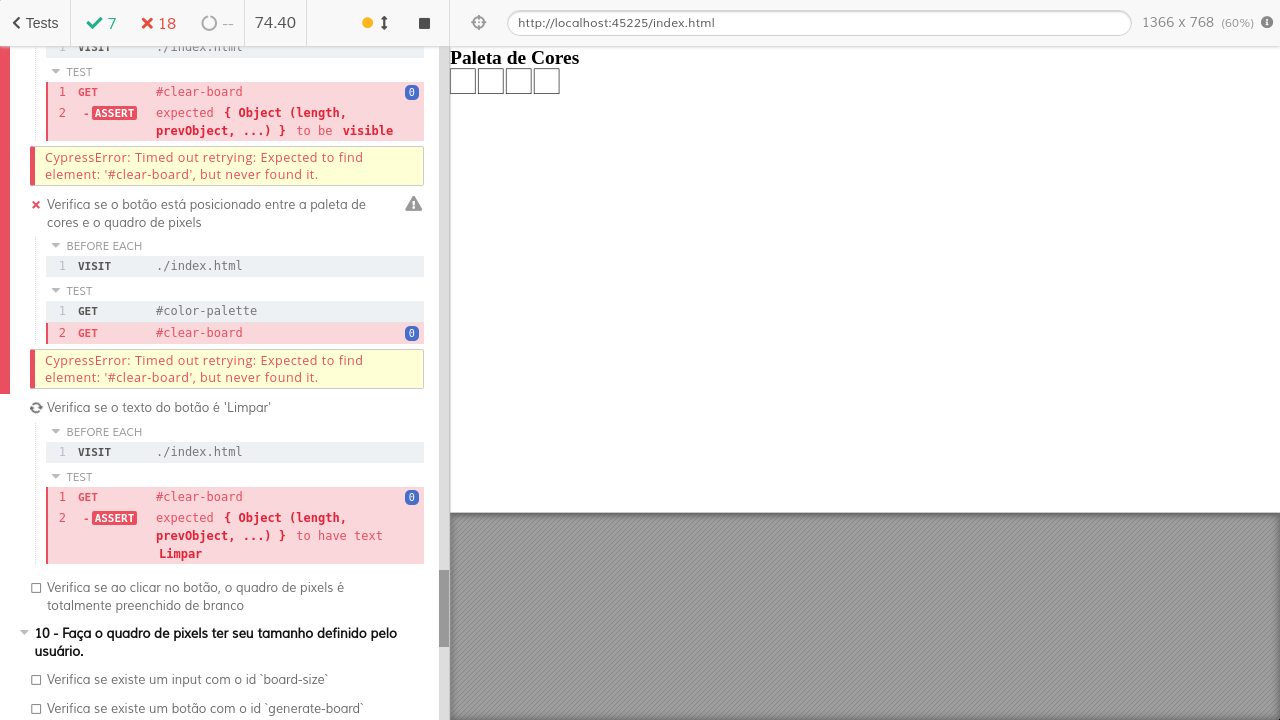 Tests
7
18
--
74.40
http://localhost:45225/index.html
1366 x 768 (60%)
1 VISIT ./index.html
TEST
1 GET #clear-board 0
2 -ASSERT expected { Object (length,
prevObject, ...) } to be visible
CypressError: Timed out retrying: Expected to find
element: '#clear-board', but never found it.
Verifica se o botão está posicionado entre a paleta de
cores e o quadro de pixels
BEFORE EACH
1 VISIT ./index.html
TEST
1 GET #color-palette
2 GET #clear-board 0
CypressError: Timed out retrying: Expected to find
element: '#clear-board', but never found it.
Verifica se o texto do botão é 'Limpar'
BEFORE EACH
1 VISIT ./index.html
TEST
1 GET #clear-board 0
2 -ASSERT expected { Object (length,
prevObject, ...) } to have text
Limpar
Verifica se ao clicar no botão, o quadro de pixels é
totalmente preenchido de branco
10 - Faça o quadro de pixels ter seu tamanho definido pelo
usuário.
Verifica se existe um input com o id `board-size`
Verifica se existe um botão com o id `generate-board`
Paleta de Cores